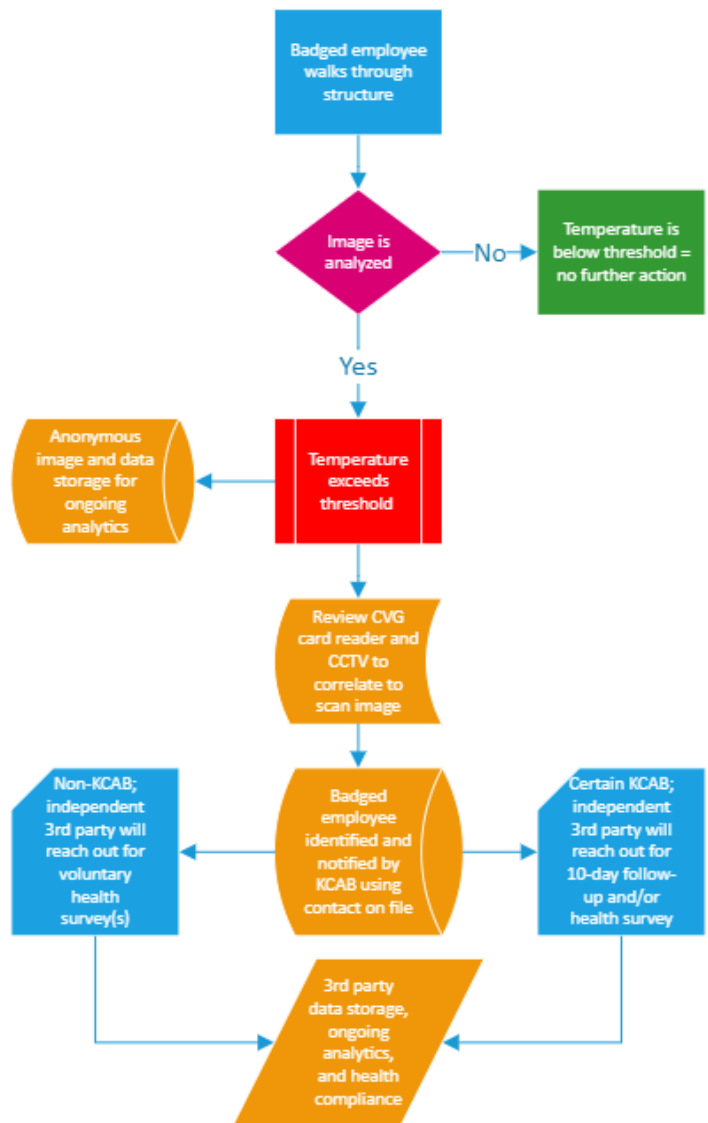 Badged employee
walks through
structure
Image is
analyzed
No
Temperature is
below threshold =
no further action
Yes
Anonymous
image and data
storage for
ongoing
analytics
Temperature
exceeds
threshold
Review CVG
card reader and
CCTV to
correlate to
scan image
Non-KCAB;
independent
3rd party will
reach out for
voluntary
health
survey(s)
Badged
employee
identified and
notified by
KCAB using
contact on file
Certain KCAB;
independent
3rd party will
reach out for
10-day follow-
up and/or
health survey
3rd party
data storage,
ongoing
analytics,
and health
compliance